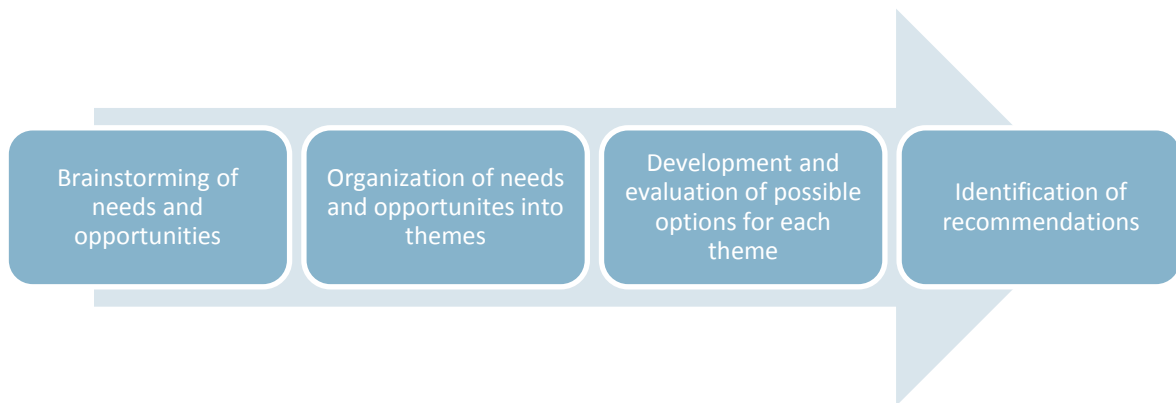 Brainstorming of
needs and
opportunities
Organization of needs
and opportunites into
themes
Development and
evaluation of possible
options for each
theme
Identification of
recommendations